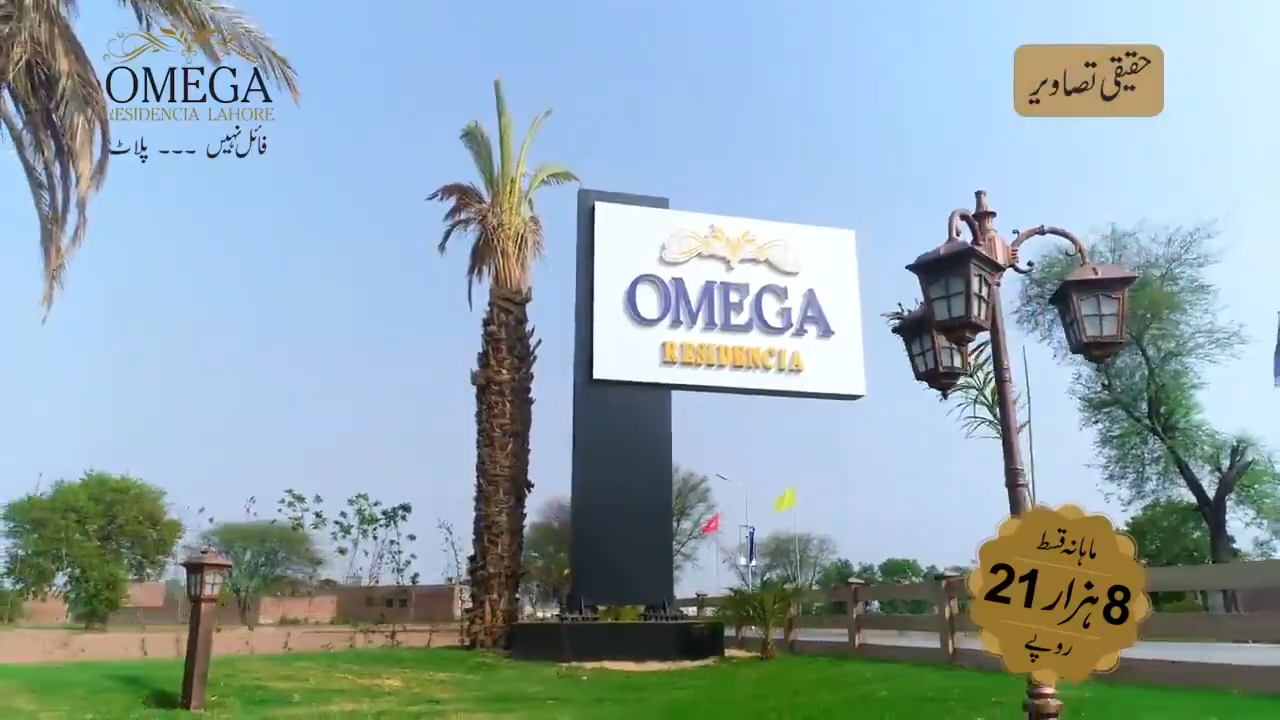 OMEGA
RESIDENCIA LAHORE
فائل نہیں --- پلاٹ
حقیقی تصاویر
OMEGA
RESIDENCIA
ماہانہ قسط
8 ہزار 21
روپے